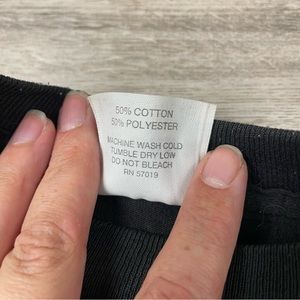 50% COTTON
50% POLYESTER
MACHINE WASH COLD
TUMBLE DRY LOW
DO NOT BLEACH
RN 57019